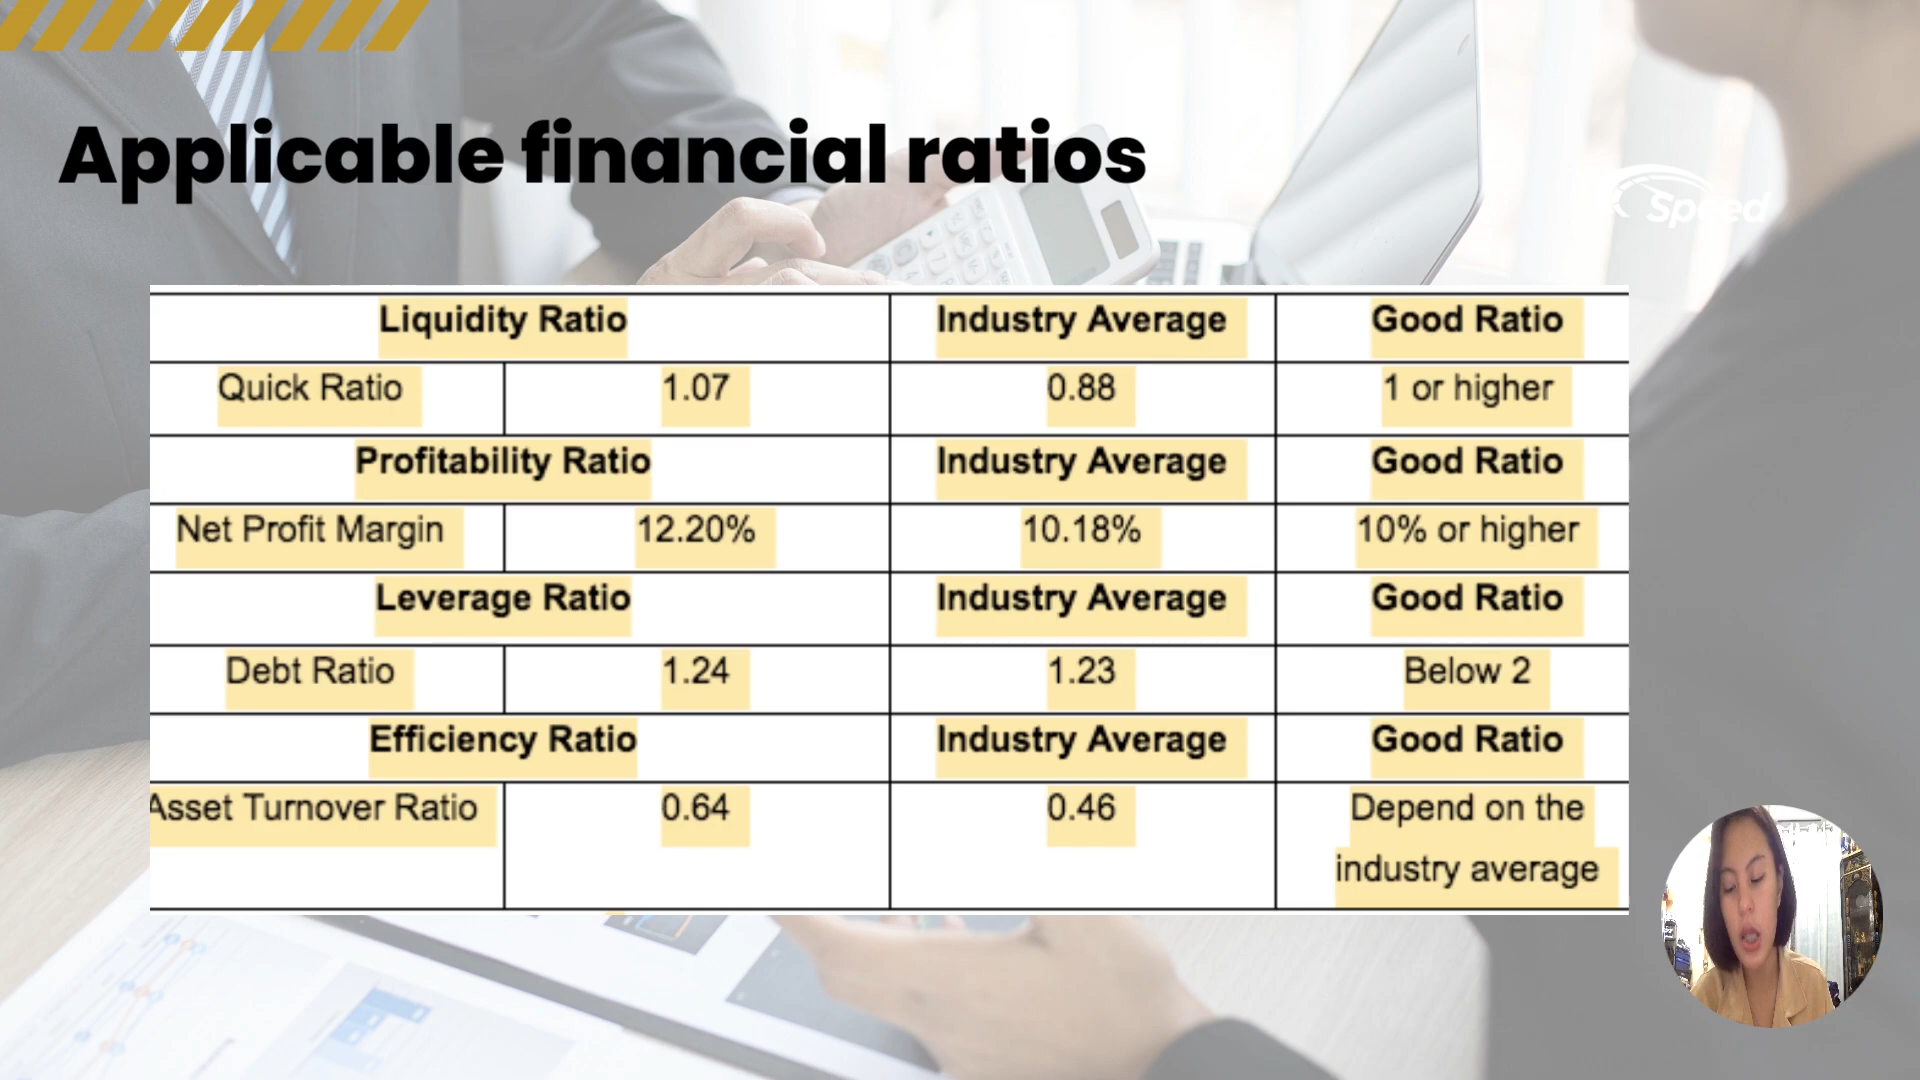 Applicable financial ratios
Speed
Liquidity Ratio Industry Average Good Ratio
Quick Ratio 1.07 0.88 1 or higher
Profitability Ratio Industry Average Good Ratio
Net Profit Margin 12.20% 10.18% 10% or higher
Leverage Ratio Industry Average Good Ratio
Debt Ratio 1.24 1.23 Below 2
Efficiency Ratio Industry Average Good Ratio
Asset Turnover Ratio 0.64 0.46 Depend on the
industry average